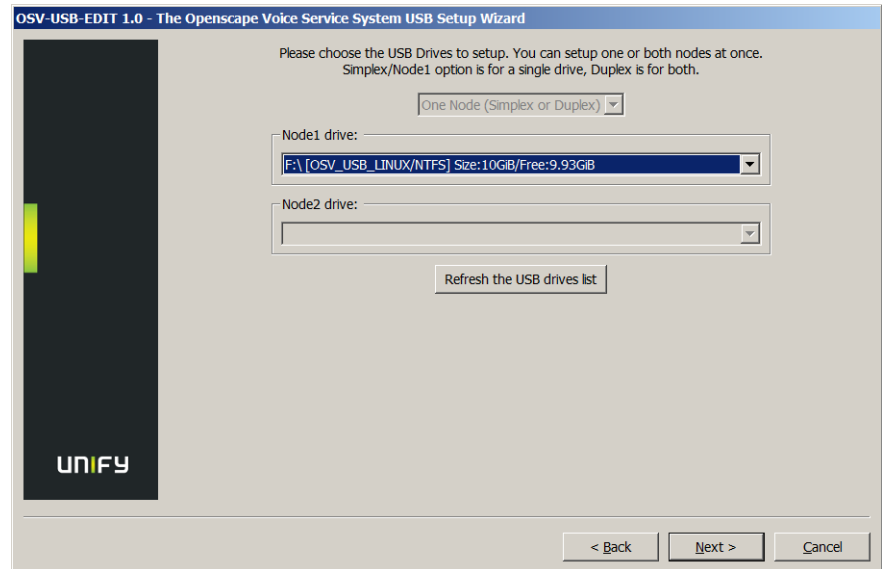 OSV-USB-EDIT 1.0 - The Openscape Voice Service System USB Setup Wizard
Please choose the USB Drives to setup. You can setup one or both nodes at once.
Simplex/Node1 option is for a single drive, Duplex is for both.
One Node (Simplex or Duplex)
Node1 drive:
F:\ [OSV_USB_LINUX/NTFS] Size:10GiB/Free:9.93GiB
Node2 drive:
Refresh the USB drives list
UNIFY
< Back
Next >
Cancel